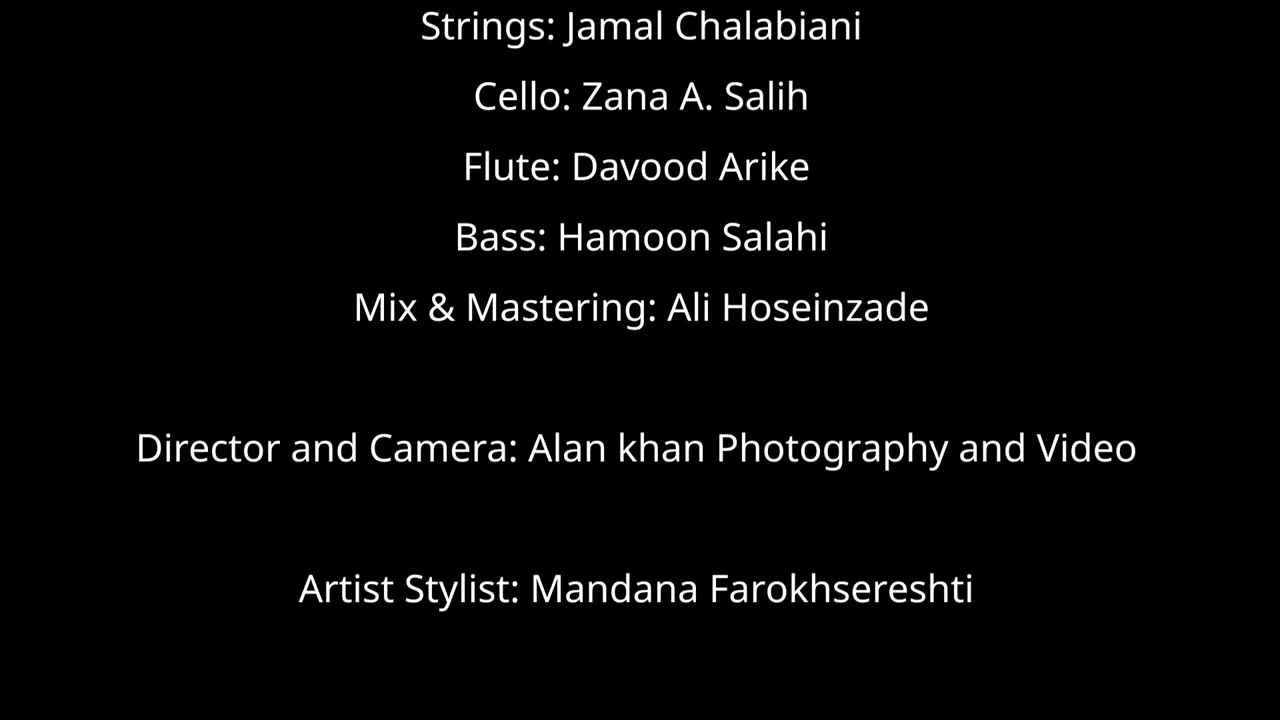 Strings: Jamal Chalabiani
Cello: Zana A. Salih
Flute: Davood Arike
Bass: Hamoon Salahi
Mix & Mastering: Ali Hoseinzade
Director and Camera: Alan khan Photography and Video
Artist Stylist: Mandana Farokhsereshti